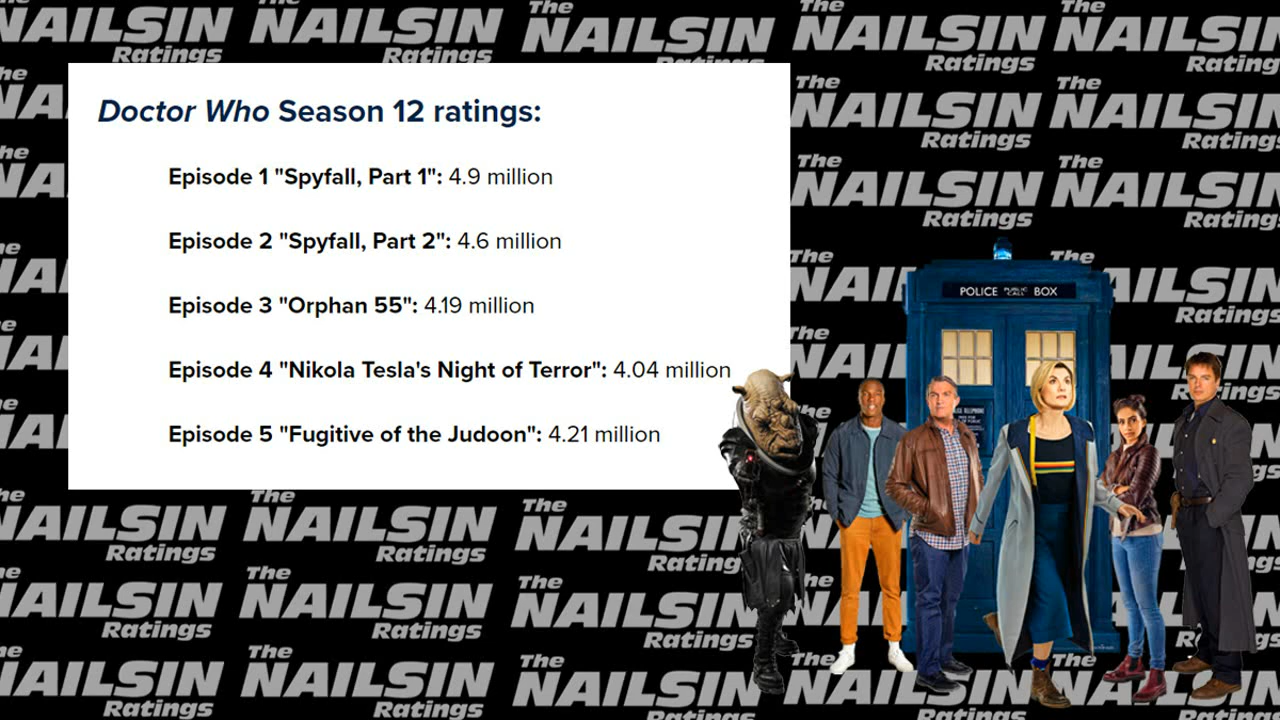 Doctor Who Season 12 ratings:
Episode 1 "Spyfall, Part 1": 4.9 million
Episode 2 "Spyfall, Part 2": 4.6 million
Episode 3 "Orphan 55": 4.19 million
Episode 4 "Nikola Tesla's Night of Terror": 4.04 million
Episode 5 "Fugitive of the Judoon": 4.21 million
POLICE PUBLIC CALL BOX
The
NAILSIN
Ratings